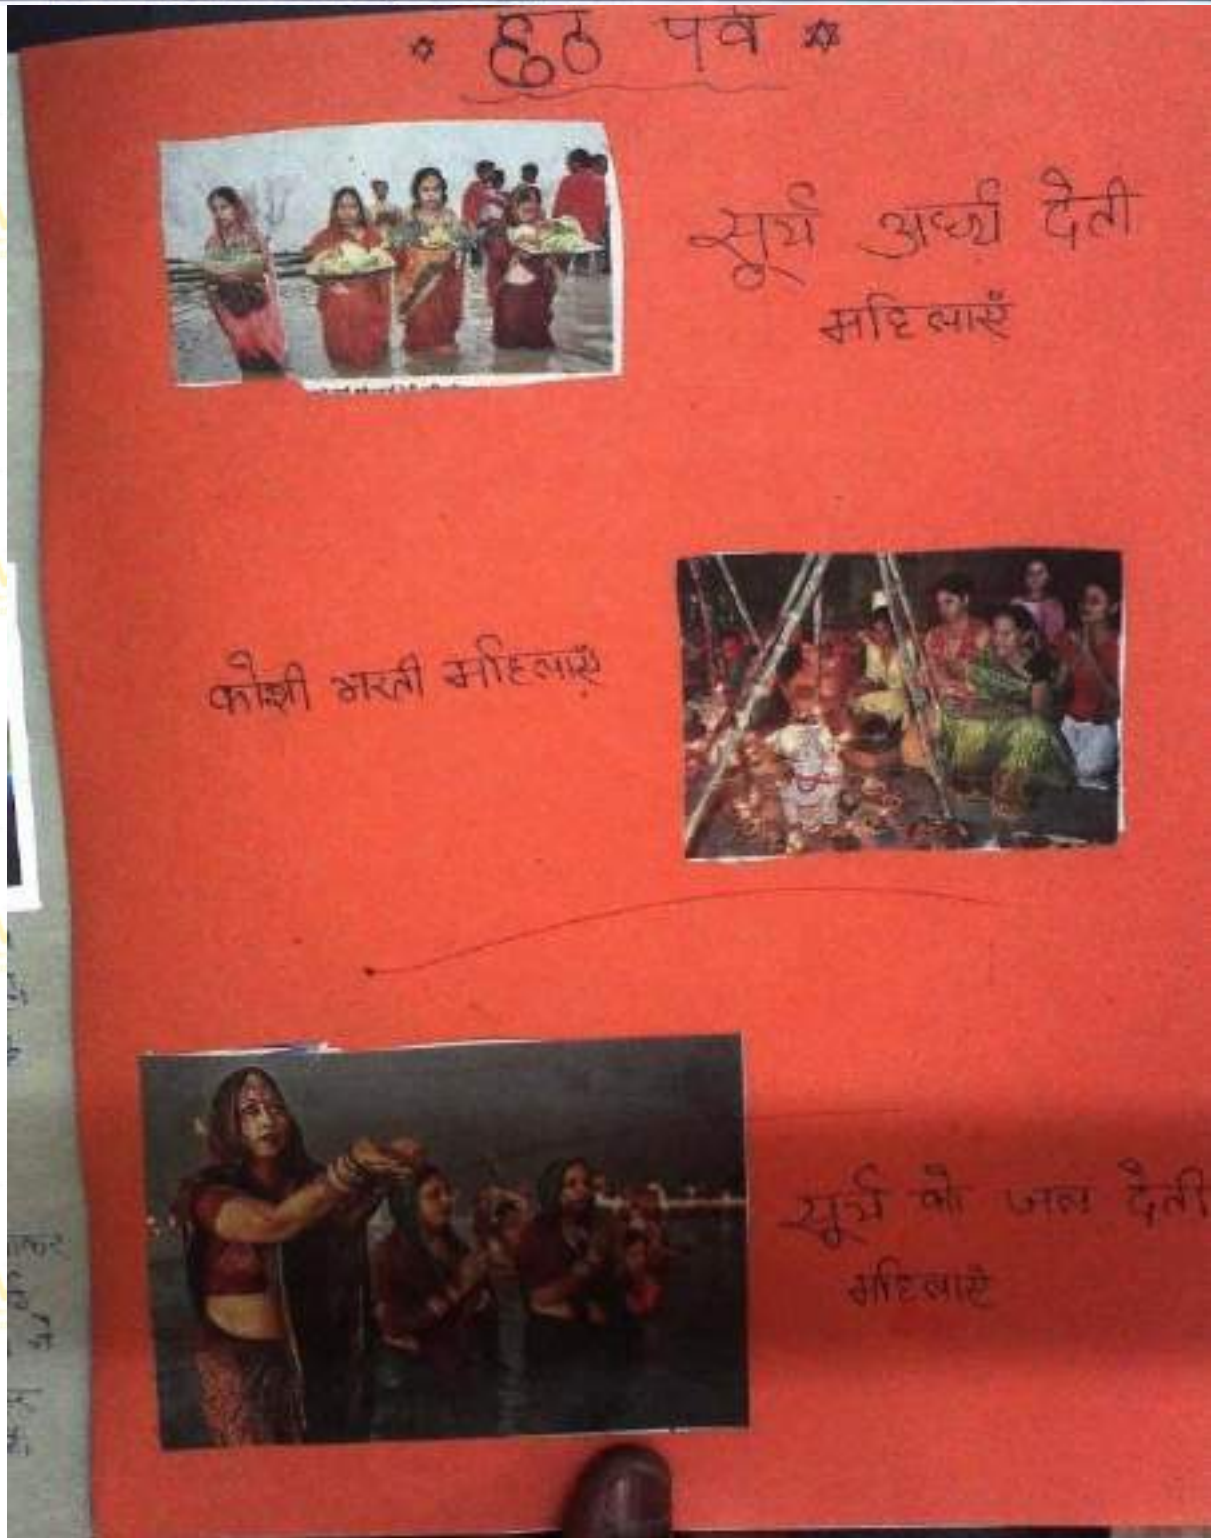 छठ पर्व
सूर्य अर्घ्य देती
महिलाएँ
कोशी भरती महिलाएँ
सूर्य को जल देती
महिलाएँ